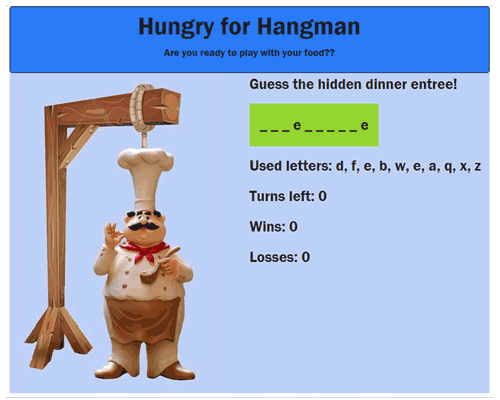 Hungry for Hangman
Are you ready to play with your food??
Guess the hidden dinner entree!
_ _ _ e _ _ _ _ _ e
Used letters: d, f, e, b, w, e, a, q, x, z
Turns left: 0
Wins: 0
Losses: 0